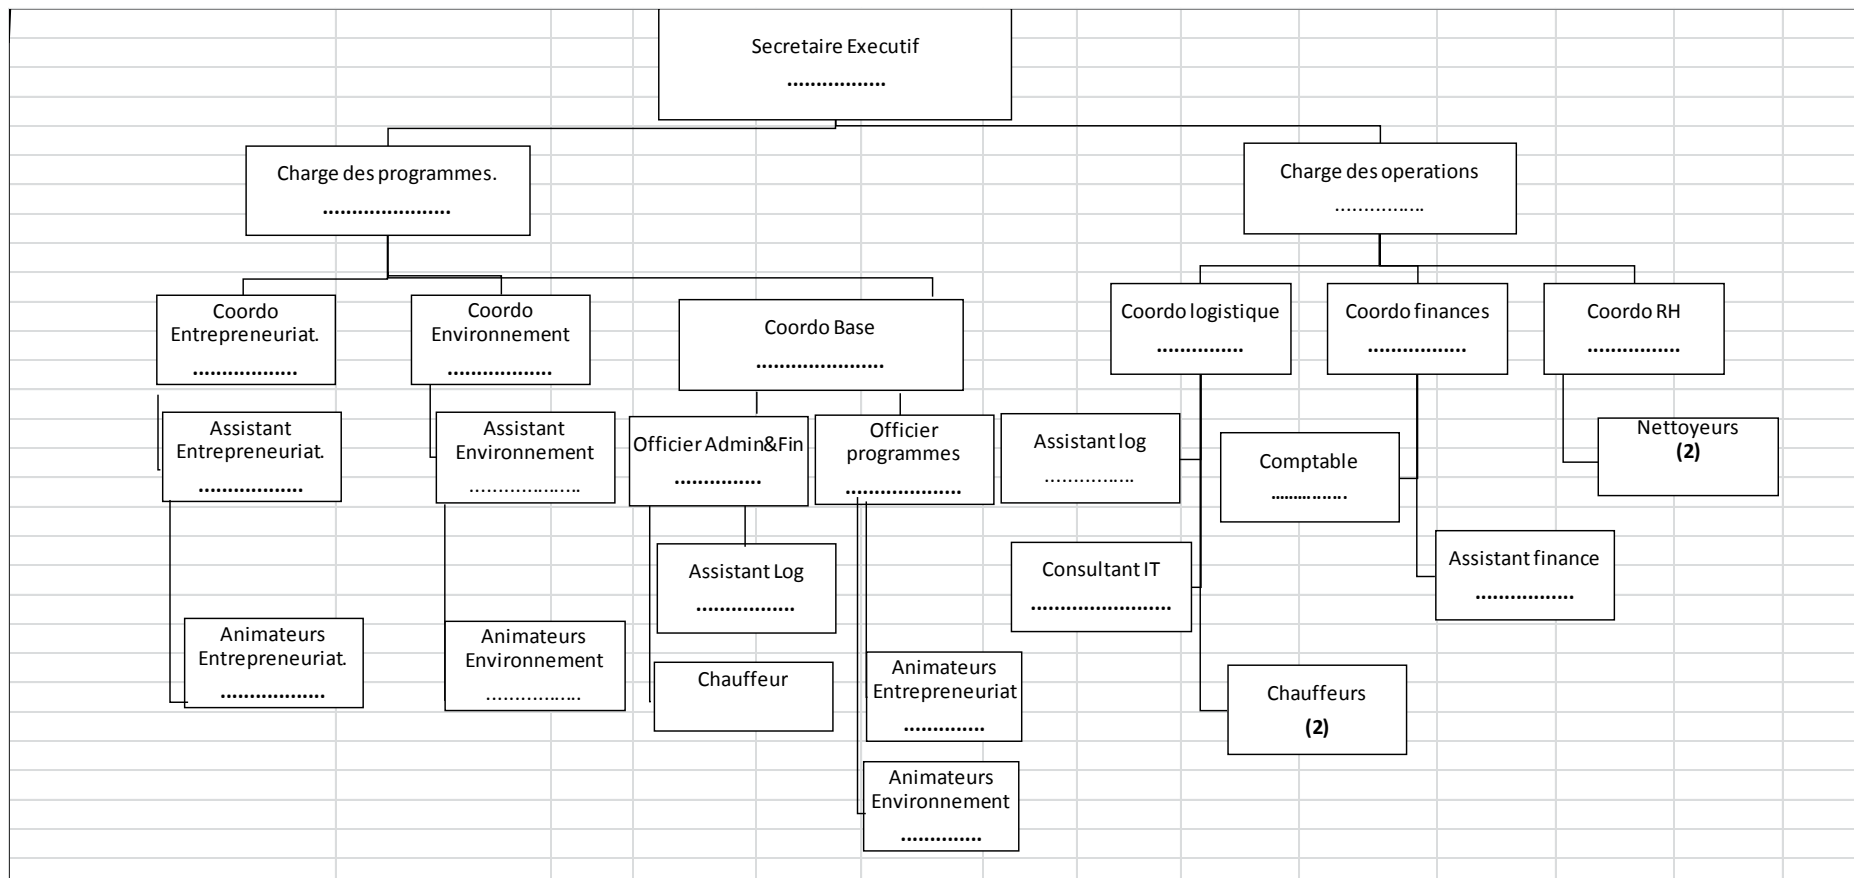 Secretaire Executif
.................
Charge des programmes.
......................
Charge des operations
................
Coordo
Entrepreneuriat.
..................
Coordo
Environnement
..................
Coordo Base
......................
Coordo logistique
...............
Coordo finances
.................
Coordo RH
................
Assistant
Entrepreneuriat.
..................
Assistant
Environnement
....................
Officier Admin&Fin
...............
Officier
programmes
....................
Assistant log
................
Comptable
................
Nettoyeurs
(2)
Assistant Log
.................
Consultant IT
........................
Assistant finance
.................
Animateurs
Entrepreneuriat.
..................
Animateurs
Environnement
.................
Chauffeur
Animateurs
Entrepreneuriat
..............
Chauffeurs
(2)
Animateurs
Environnement
..............